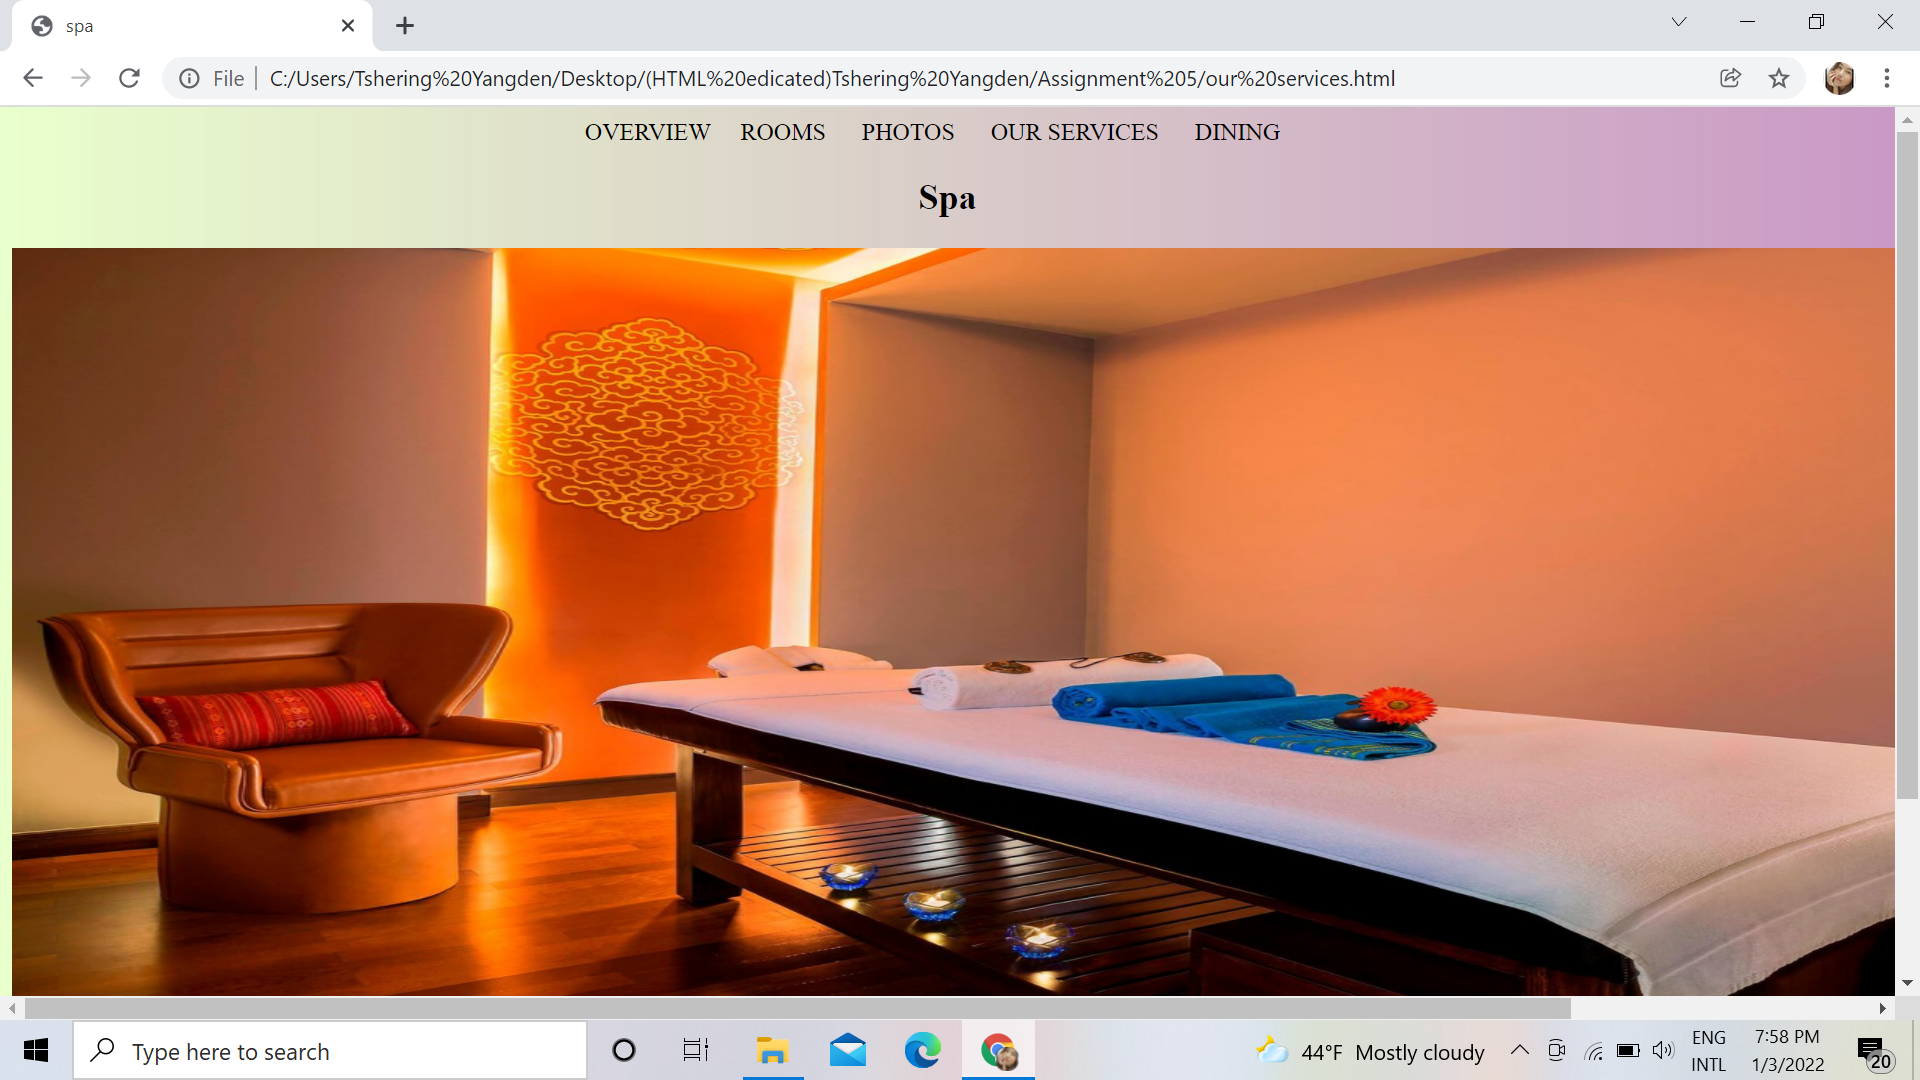 spa
File C:/Users/Tshering%20Yangden/Desktop/(HTML%20edicated)Tshering%20Yangden/Assignment%205/our%20services.html
OVERVIEW ROOMS PHOTOS OUR SERVICES DINING
Spa
Type here to search
44°F Mostly cloudy
ENG
INTL
7:58 PM
1/3/2022
20